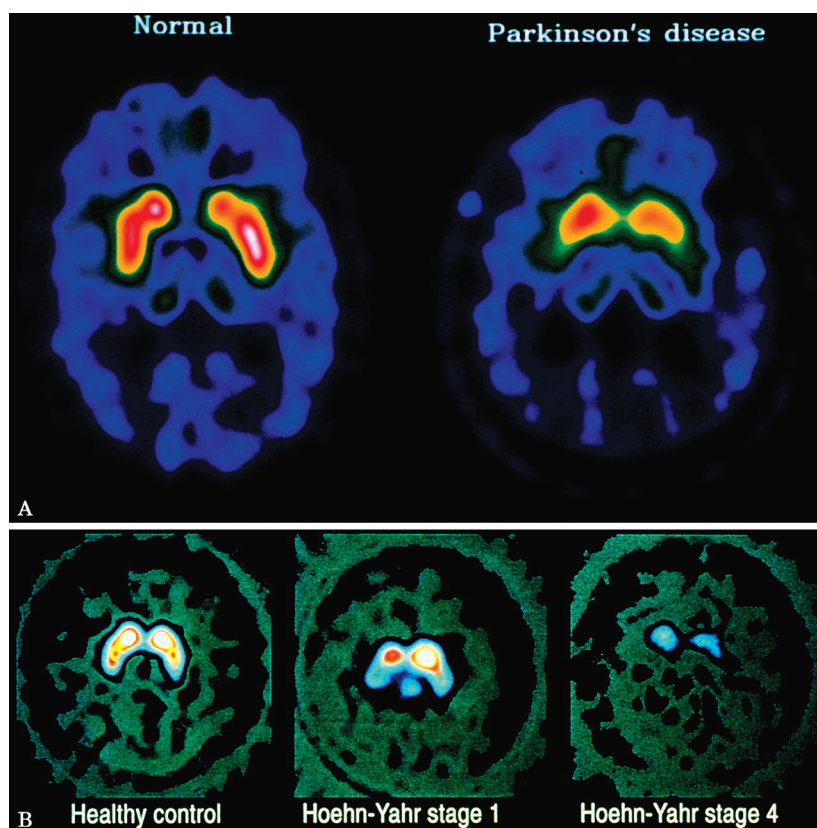 Normal
Parkinson's disease
A
B
Healthy control
Hoehn-Yahr stage 1
Hoehn-Yahr stage 4